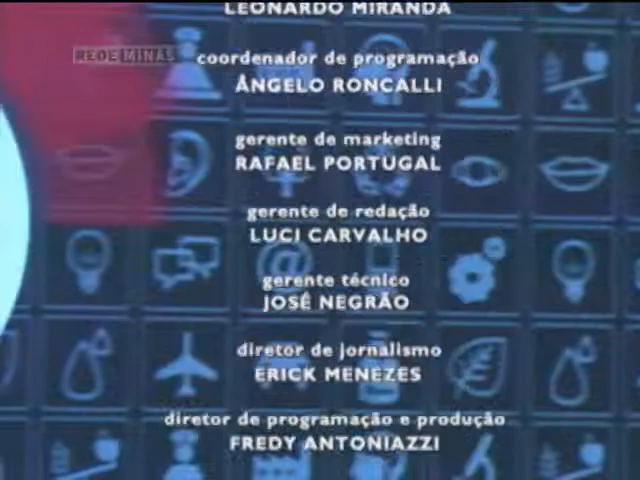 LEONARDO MIRANDA
REDE MINAS
coordenador de programação
ÂNGELO RONCALLI
gerente de marketing
RAFAEL PORTUGAL
gerente de redação
LUCI CARVALHO
gerente técnico
JOSÉ NEGRÃO
diretor de jornalismo
ERICK MENEZES
diretor de programação e produção
FREDY ANTONIAZZI